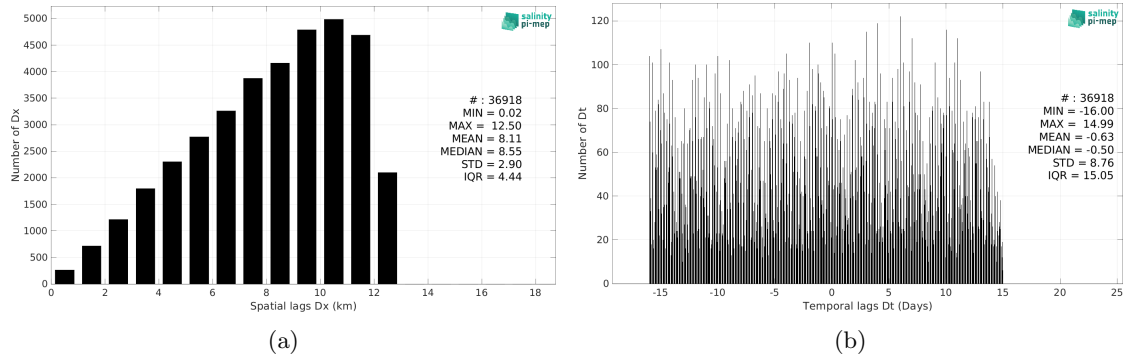 5000
4500
4000
3500
3000
2500
2000
1500
1000
500
0
Number of Dx
salinity
pi-mep
# : 36918
MIN = 0.02
MAX = 12.50
MEAN = 8.11
MEDIAN = 8.55
STD = 2.90
IQR = 4.44
0 2 4 6 8 10 12 14 16 18
Spatial lags Dx (km)
(a)
120
100
80
60
40
20
0
Number of Dt
salinity
pi-mep
# : 36918
MIN = -16.00
MAX = 14.99
MEAN = -0.63
MEDIAN = -0.50
STD = 8.76
IQR = 15.05
-15 -10 -5 0 5 10 15 20 25
Temporal lags Dt (Days)
(b)